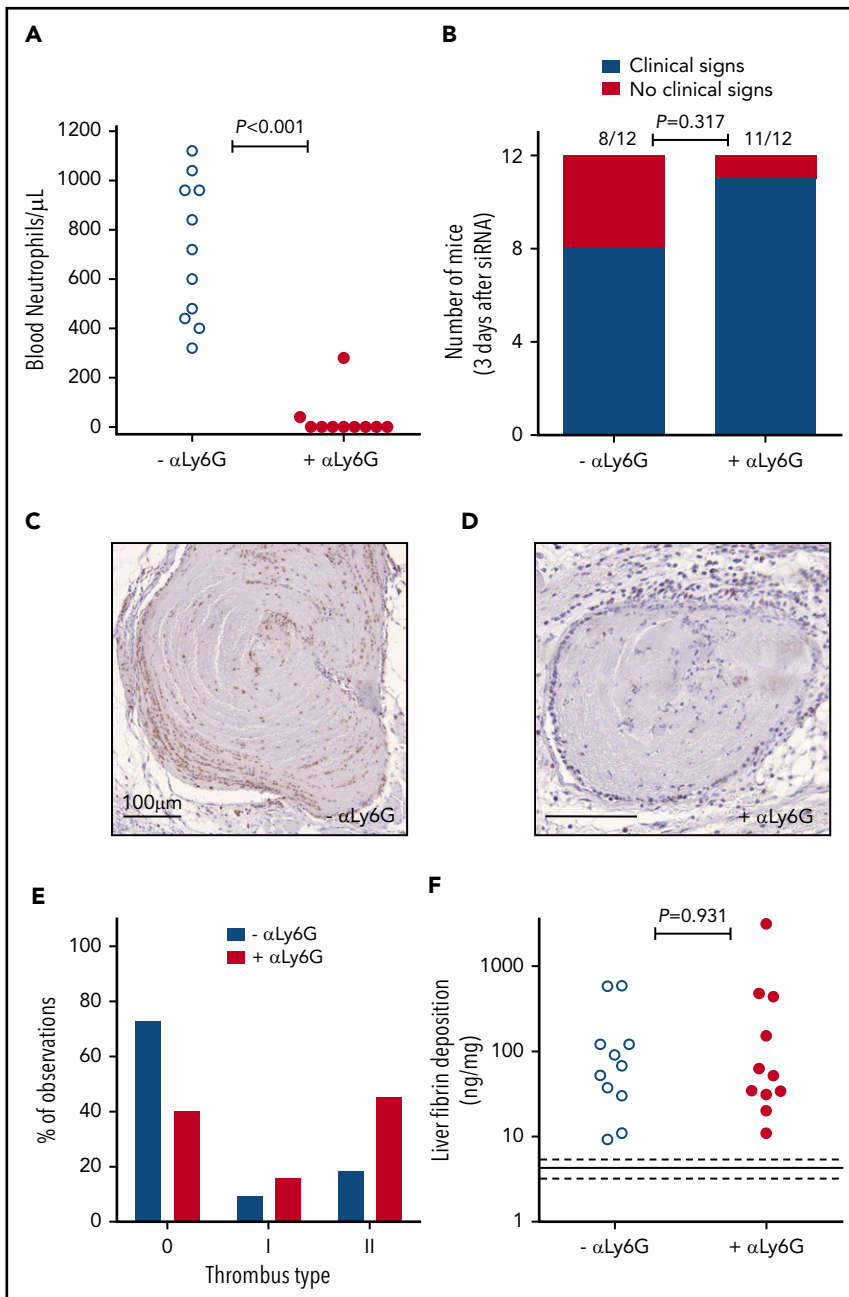 A
P<0.001
1200
1000
800
600
400
200
0
Blood Neutrophils/μL
- αLy6G
+ αLy6G
B
Clinical signs
No clinical signs
P=0.317
8/12
11/12
12
8
4
0
Number of mice
(3 days after siRNA)
- αLy6G
+ αLy6G
C
100μm
- αLy6G
D
+ αLy6G
E
- αLy6G
+ αLy6G
100
80
60
40
20
0
% of observations
0
I
II
Thrombus type
F
P=0.931
1000
100
10
1
Liver fibrin deposition
(ng/mg)
- αLy6G
+ αLy6G